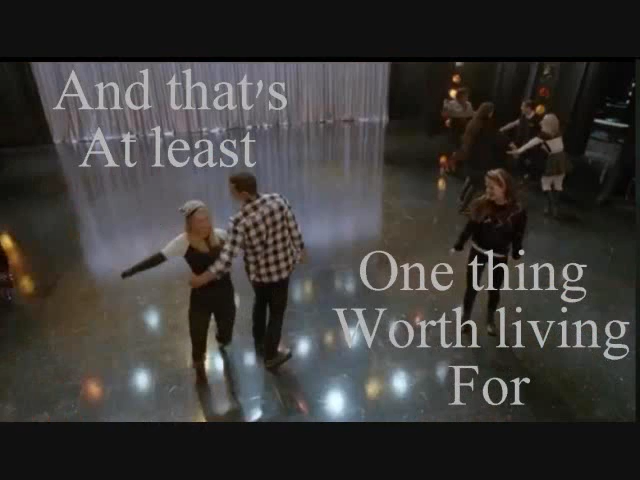 And that's
At least
One thing
Worth living
For